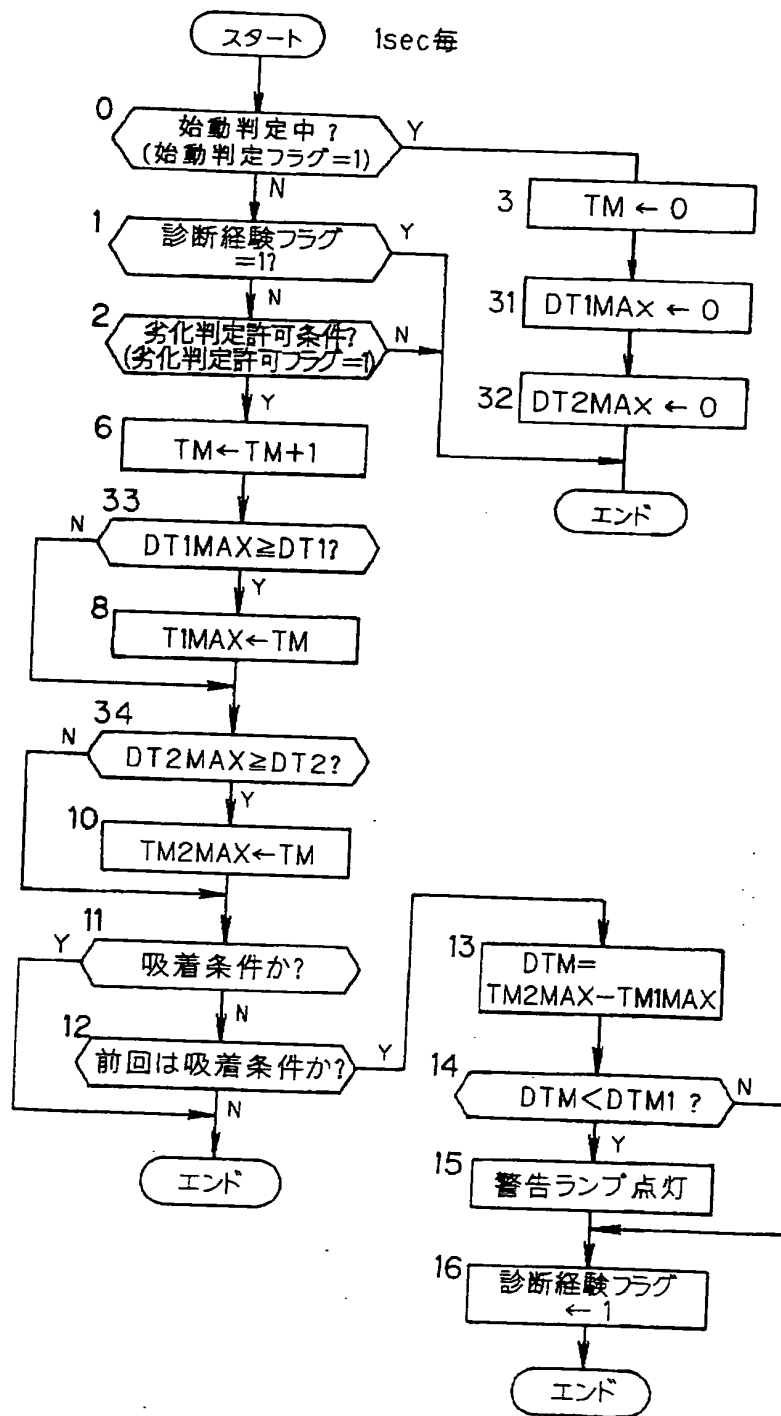 スタート
1sec毎
0
始動判定中?
(始動判定フラグ=1)
Y
N
3
TM ← 0
1
診断経験フラグ
=1?
Y
N
31
DT1MAX ← 0
2
劣化判定許可条件?
(劣化判定許可フラグ=1)
N
Y
32
DT2MAX ← 0
エンド
6
TM←TM+1
33
N
DT1MAX≧DT1?
Y
8
T1MAX←TM
34
N
DT2MAX≧DT2?
Y
10
TM2MAX←TM
11
Y
吸着条件か?
N
12
前回は吸着条件か?
Y
N
エンド
13
DTM=
TM2MAX-TM1MAX
14
DTM<DTM1 ?
N
Y
15
警告ランプ点灯
16
診断経験フラグ
← 1
エンド